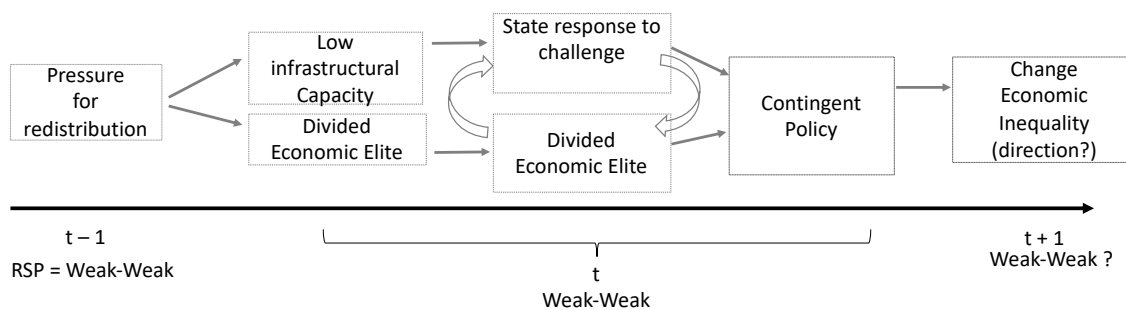 Pressure
for
redistribution
Low
infrastructural
Capacity
Divided
Economic Elite
State response to
challenge
Divided
Economic Elite
Contingent
Policy
Change
Economic
Inequality
(direction?)
t – 1
RSP = Weak-Weak
t
Weak-Weak
t + 1
Weak-Weak ?